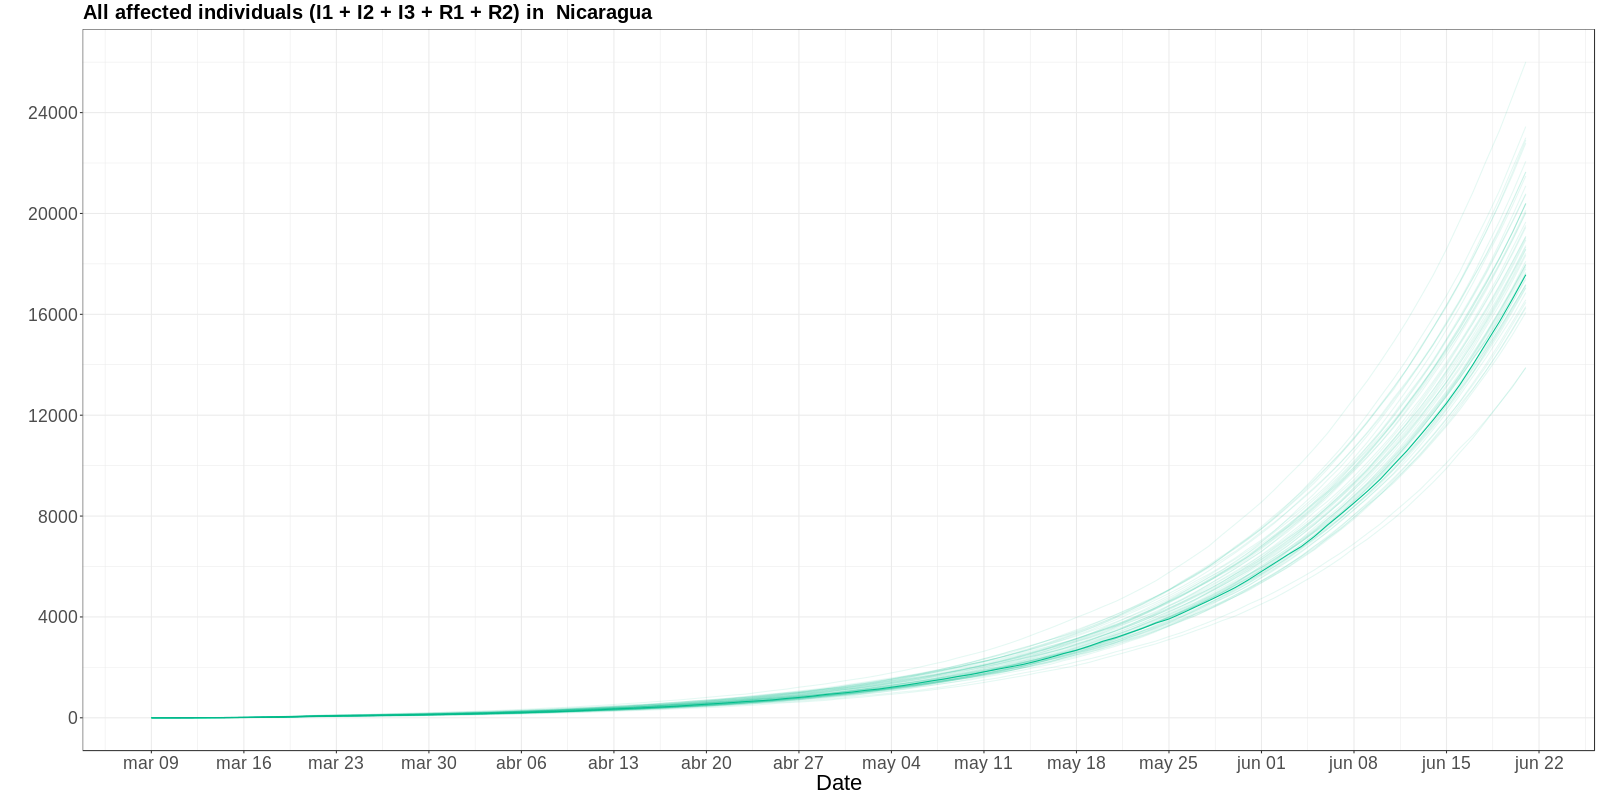 All affected individuals (I1 + I2 + I3 + R1 + R2) in  Nicaragua
24000
20000
16000
12000
8000
4000
0
mar 09 mar 16 mar 23 mar 30 abr 06 abr 13 abr 20 abr 27 may 04 may 11 may 18 may 25 jun 01 jun 08 jun 15 jun 22
Date